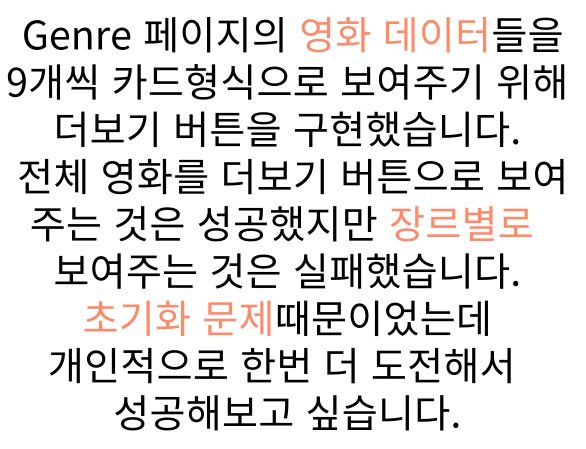 Genre 페이지의 영화 데이터들을
9개씩 카드형식으로 보여주기 위해
더보기 버튼을 구현했습니다.
전체 영화를 더보기 버튼으로 보여
주는 것은 성공했지만 장르별로
보여주는 것은 실패했습니다.
초기화 문제때문이었는데
개인적으로 한번 더 도전해서
성공해보고 싶습니다.